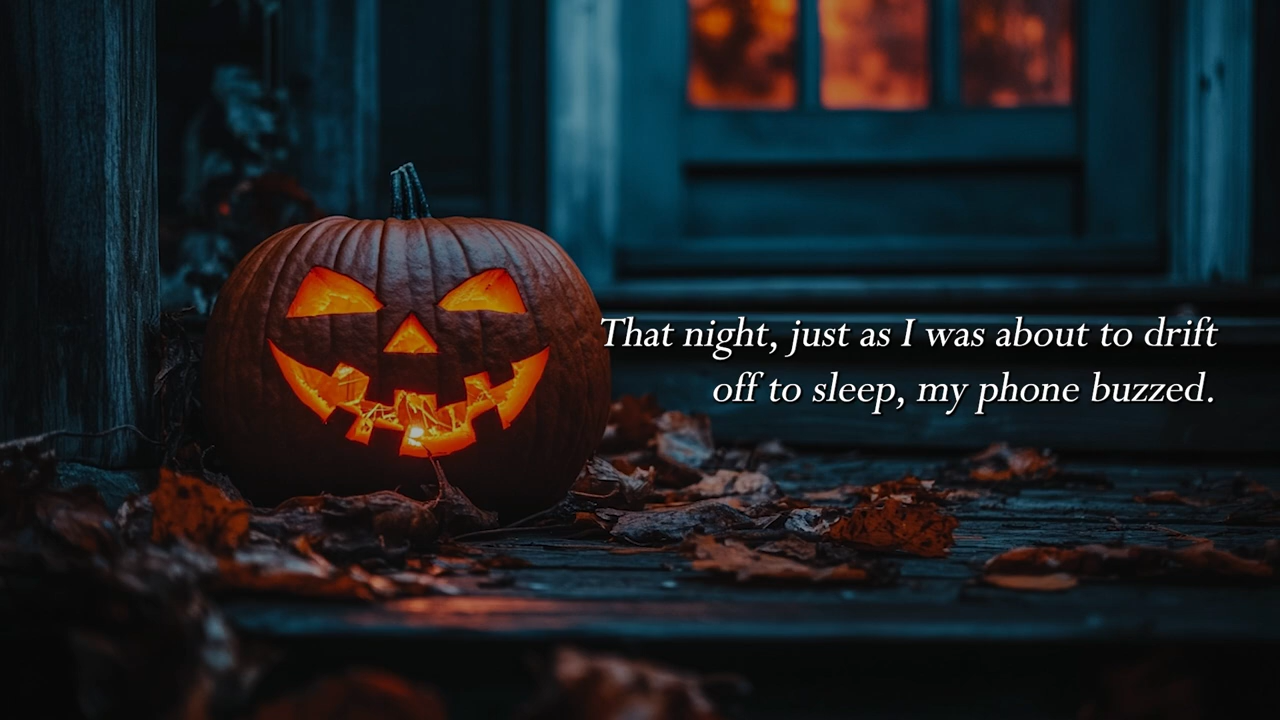 That night, just as I was about to drift
off to sleep, my phone buzzed.